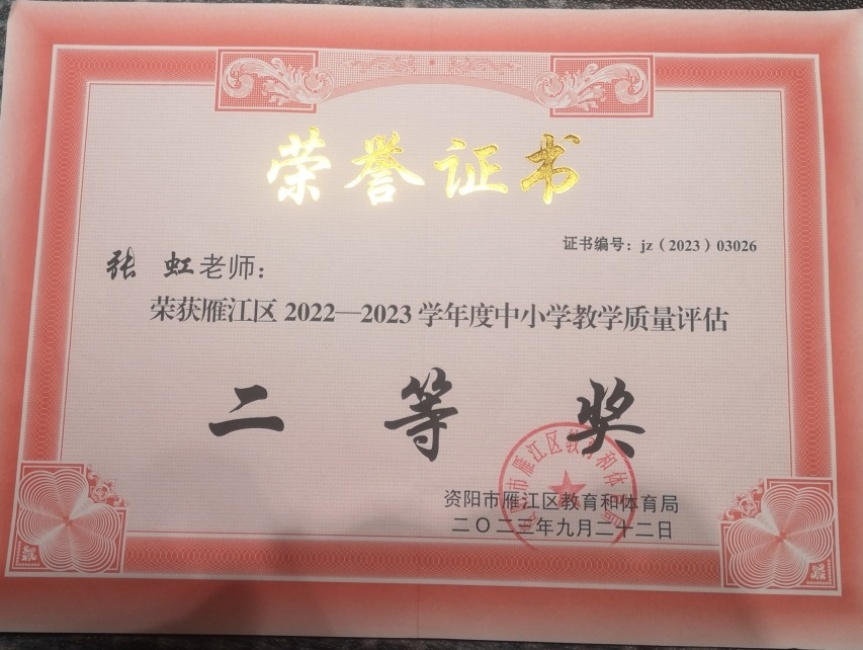 荣誉证书
证书编号：jz（2023）03026
张 虹老师：
荣获雁江区 2022—2023 学年度中小学教学质量评估
二 等 奖
资阳市雁江区教育和体育局
二〇二三年九月二十二日